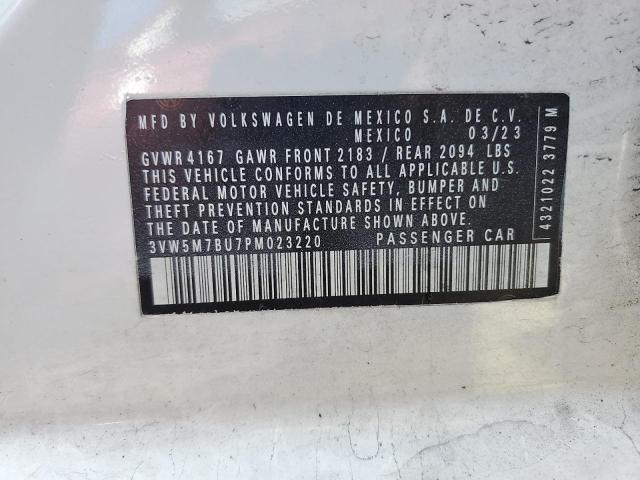 MFD BY VOLKSWAGEN DE MEXICO S.A. DE C.V.
MEXICO 03/23
GVWR 4167 GAWR FRONT 2183 / REAR 2094 LBS
THIS VEHICLE CONFORMS TO ALL APPLICABLE U.S.
FEDERAL MOTOR VEHICLE SAFETY, BUMPER AND
THEFT PREVENTION STANDARDS IN EFFECT ON
THE DATE OF MANUFACTURE SHOWN ABOVE.
3VW5M7BU7PM023220 PASSENGER CAR
4321022 3779 M